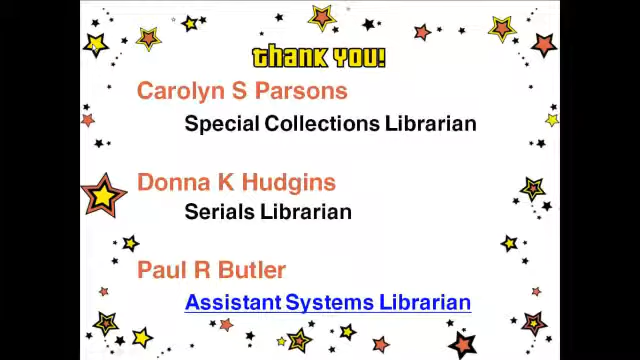 THANK YOU!
Carolyn S Parsons
Special Collections Librarian
Donna K Hudgins
Serials Librarian
Paul R Butler
Assistant Systems Librarian